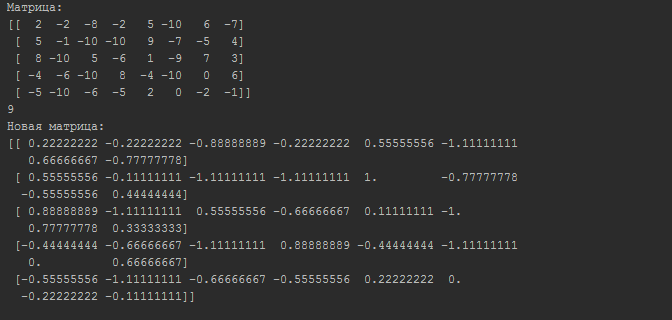 Матрица:
[[  2  -2  -8  -2   5 -10   6  -7]
 [  5  -1 -10 -10   9  -7  -5   4]
 [  8 -10   5  -6   1  -9   7   3]
 [ -4  -6 -10   8  -4 -10   0   6]
 [ -5 -10  -6  -5   2   0  -2  -1]]
9
Новая матрица:
[[ 0.22222222 -0.22222222 -0.88888889 -0.22222222  0.55555556 -1.11111111
   0.66666667 -0.77777778]
 [ 0.55555556 -0.11111111 -1.11111111 -1.11111111  1.         -0.77777778
  -0.55555556  0.44444444]
 [ 0.88888889 -1.11111111  0.55555556 -0.66666667  0.11111111 -1.
   0.77777778  0.33333333]
 [-0.44444444 -0.66666667 -1.11111111  0.88888889 -0.44444444 -1.11111111
   0.          0.66666667]
 [-0.55555556 -1.11111111 -0.66666667 -0.55555556  0.22222222  0.
  -0.22222222 -0.11111111]]